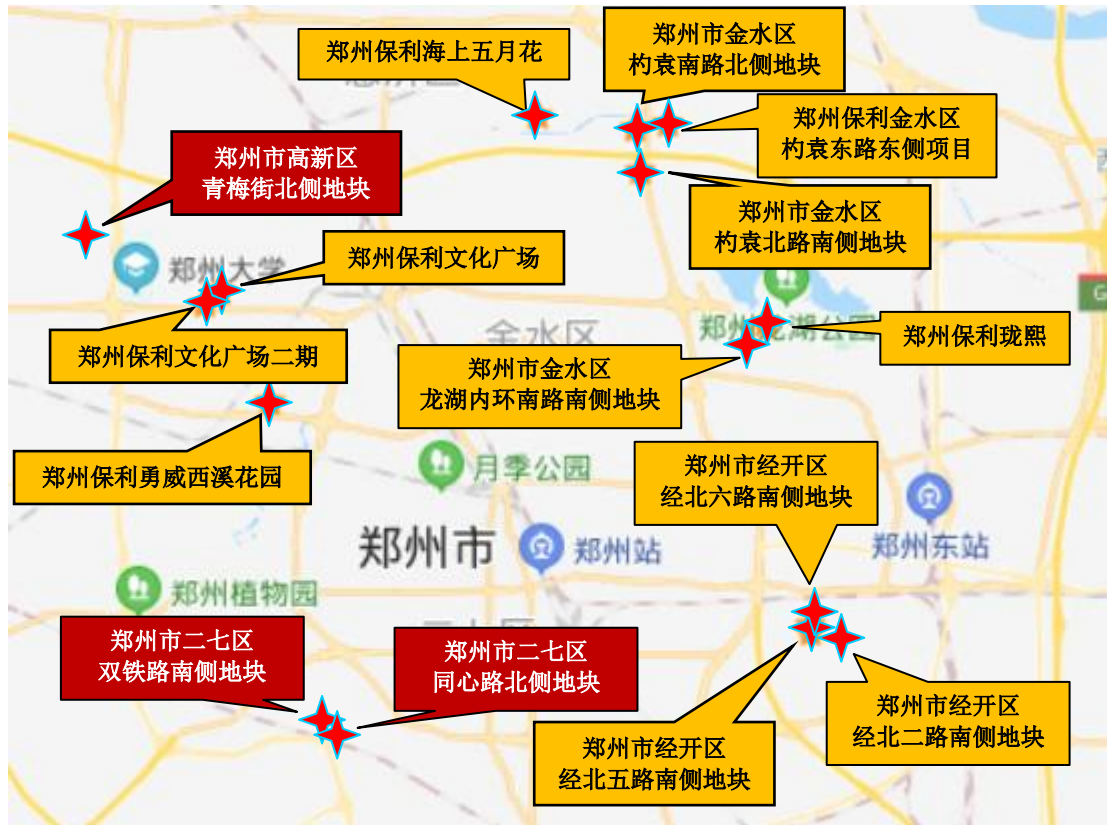 郑州保利海上五月花
郑州市金水区
杓袁南路北侧地块
郑州保利金水区
杓袁东路东侧项目
郑州市高新区
青梅街北侧地块
郑州市金水区
杓袁北路南侧地块
郑州大学
郑州保利文化广场
G
金水区
郑州保利珑熙
郑州保利文化广场二期
郑州市金水区
龙湖内环南路南侧地块
郑州保利勇威西溪花园
月季公园
郑州市经开区
经北六路南侧地块
郑州市
郑州站
郑州东站
郑州植物园
郑州市二七区
双铁路南侧地块
郑州市二七区
同心路北侧地块
郑州市经开区
经北五路南侧地块
郑州市经开区
经北二路南侧地块